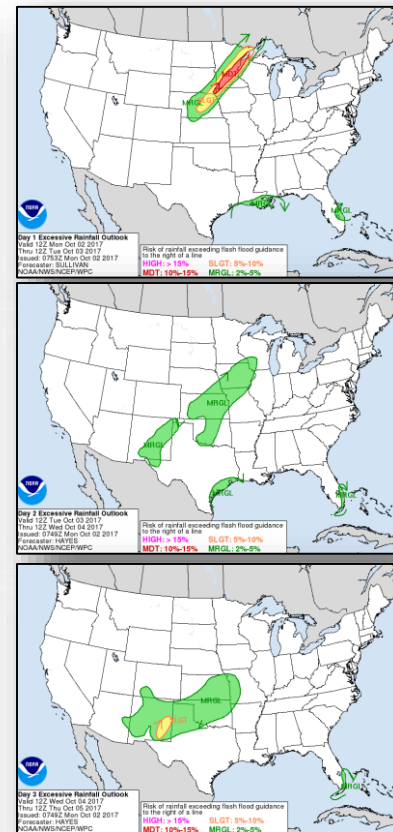 MDT
MRGL
SLGT
MRGL
MRGL
NOAA
Day 1 Excessive Rainfall Outlook
Valid 12Z Mon Oct 02 2017
Thru 12Z Tue Oct 03 2017
Issued: 0753Z Mon Oct 02 2017
Forecaster: SULLIVAN
NOAA/NWS/NCEP/WPC
Risk of rainfall exceeding flash flood guidance
to the right of a line
HIGH: > 15% SLGT: 5%-10%
MDT: 10%-15% MRGL: 2%-5%
MRGL
MRGL
MRGL
MRGL
NOAA
Day 2 Excessive Rainfall Outlook
Valid 12Z Tue Oct 03 2017
Thru 12Z Wed Oct 04 2017
Issued: 0749Z Mon Oct 02 2017
Forecaster: HAYES
NOAA/NWS/NCEP/WPC
Risk of rainfall exceeding flash flood guidance
to the right of a line
HIGH: > 15% SLGT: 5%-10%
MDT: 10%-15% MRGL: 2%-5%
MRGL
SLGT
MRGL
NOAA
Day 3 Excessive Rainfall Outlook
Valid 12Z Wed Oct 04 2017
Thru 12Z Thu Oct 05 2017
Issued: 0749Z Mon Oct 02 2017
Forecaster: HAYES
NOAA/NWS/NCEP/WPC
Risk of rainfall exceeding flash flood guidance
to the right of a line
HIGH: > 15% SLGT: 5%-10%
MDT: 10%-15% MRGL: 2%-5%